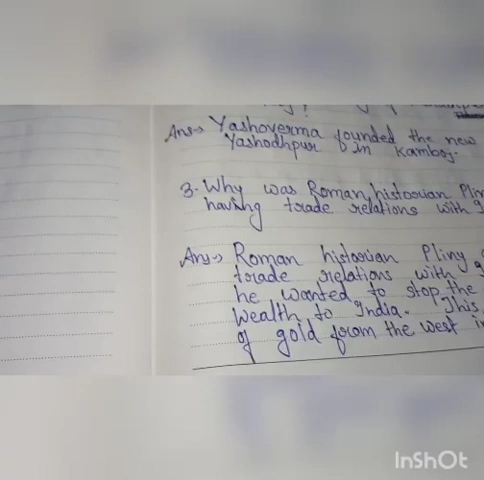 Ans→ Yashoverma founded the new
Yashodhpur in Kamboj.
3- Why was Roman historian Plin
having trade relations with
Ans→ Roman historian Pliny
trade relations with
he wanted to stop the
wealth to India. This
of gold from the west in
InShOt